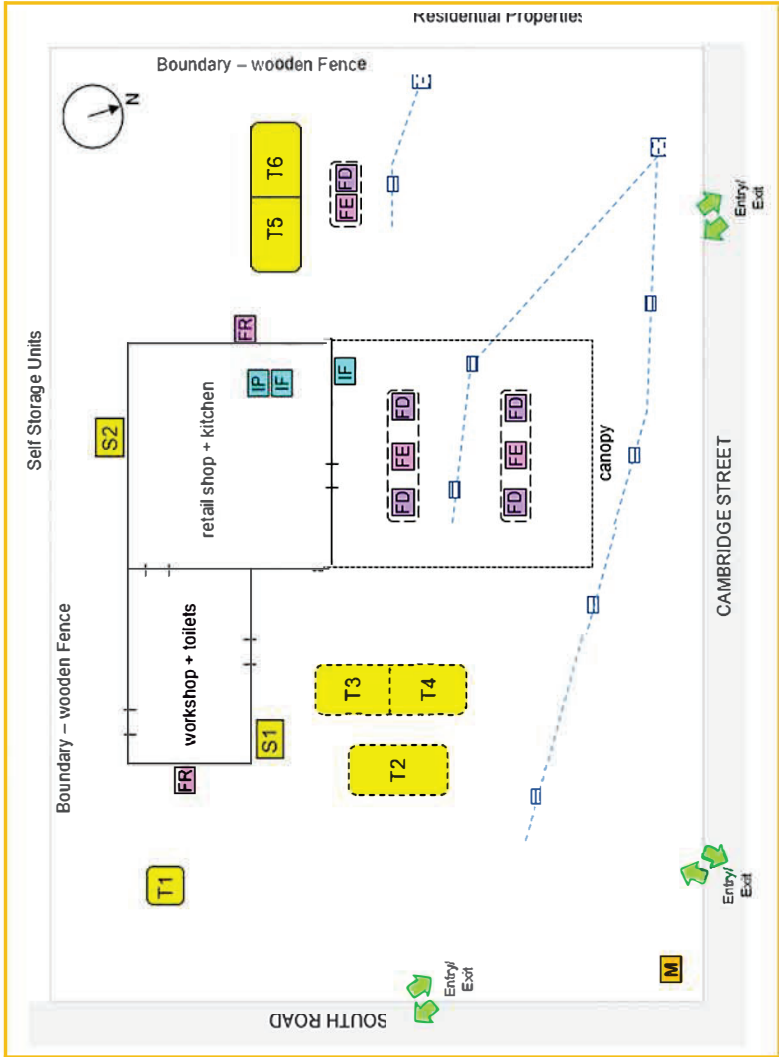 Residential Properties
Boundary – wooden Fence
N
T6
T5
FD
FE
Entry/
Exit
Self Storage Units
FR
S2
IP
IF
IF
retail shop + kitchen
FD
FE
FD
FD
FE
FD
canopy
CAMBRIDGE STREET
Boundary – wooden Fence
workshop + toilets
S1
FR
T3
T4
T2
T1
Entry/
Exit
M
Entry/
Exit
SOUTH ROAD